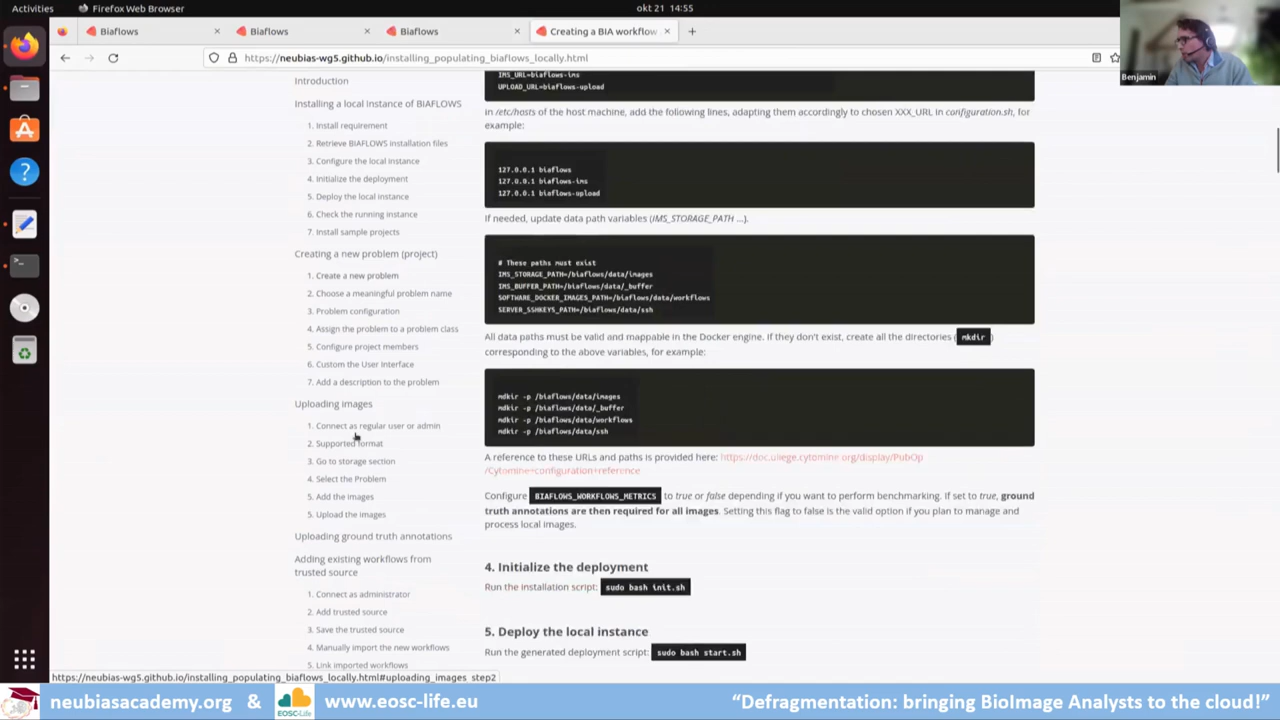 Activities
Firefox Web Browser
okt 21 14:55
Biaflows
Biaflows
Biaflows
Creating a BIA workflow
https://neubias-wg5.github.io/installing_populating_biaflows_locally.html
Benjamin
Introduction
Installing a local instance of BIAFLOWS
1. Install requirement
2. Retrieve BIAFLOWS installation files
3. Configure the local instance
4. Initialize the deployment
5. Deploy the local instance
6. Check the running instance
7. Install sample projects
Creating a new problem (project)
1. Create a new problem
2. Choose a meaningful problem name
3. Problem configuration
4. Assign the problem to a problem class
5. Configure project members
6. Custom the User Interface
7. Add a description to the problem
Uploading images
1. Connect as regular user or admin
2. Supported format
3. Go to storage section
4. Select the Problem
5. Add the images
5. Upload the images
Uploading ground truth annotations
Adding existing workflows from
trusted source
1. Connect as administrator
2. Add trusted source
3. Save the trusted source
4. Manually import the new workflows
5. Link imported workflows
IMS_URL=biaflows-ims
UPLOAD_URL=biaflows-upload
in /etc/hosts of the host machine, add the following lines, adapting them accordingly to chosen XXX_URL in configuration.sh, for
example:
127.0.0.1 biaflows
127.0.0.1 biaflows-ims
127.0.0.1 biaflows-upload
If needed, update data path variables (IMS_STORAGE_PATH ...).
# These paths must exist
IMS_STORAGE_PATH=/biaflows/data/images
IMS_BUFFER_PATH=/biaflows/data/_buffer
SOFTWARE_DOCKER_IMAGES_PATH=/biaflows/data/workflows
SERVER_SSHKEYS_PATH=/biaflows/data/ssh
All data paths must be valid and mappable in the Docker engine. If they don't exist, create all the directories ( mkdir )
corresponding to the above variables, for example:
mdkir -p /biaflows/data/images
mdkir -p /biaflows/data/_buffer
mdkir -p /biaflows/data/workflows
mdkir -p /biaflows/data/ssh
A reference to these URLs and paths is provided here: https://doc.uliege.cytomine.org/display/PubOp
/Cytomine+configuration+reference
Configure BIAFLOWS_WORKFLOWS_METRICS to true or false depending if you want to perform benchmarking. If set to true, ground
truth annotations are then required for all images. Setting this flag to false is the valid option if you plan to manage and
process local images.
4. Initialize the deployment
Run the installation script: sudo bash init.sh
5. Deploy the local instance
Run the generated deployment script: sudo bash start.sh
https://neubias-wg5.github.io/installing_populating_biaflows_locally.html#uploading_images_step2
neubiasacademy.org & EOSC-Life www.eosc-life.eu "Defragmentation: bringing BioImage Analysts to the cloud!"